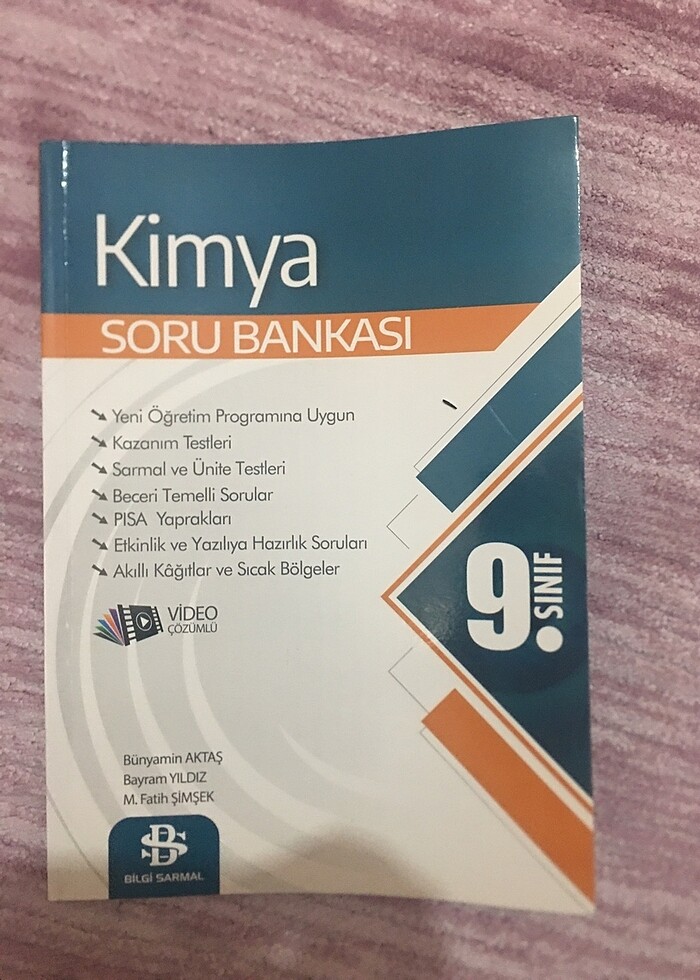 Kimya
SORU BANKASI
Yeni Öğretim Programına Uygun
Kazanım Testleri
Sarmal ve Ünite Testleri
Beceri Temelli Sorular
PISA Yaprakları
Etkinlik ve Yazılıya Hazırlık Soruları
Akıllı Kâğıtlar ve Sıcak Bölgeler
9. SINIF
VİDEO
ÇÖZÜMLÜ
Bünyamin AKTAŞ
Bayram YILDIZ
M. Fatih ŞİMŞEK
BS
BİLGİ SARMAL